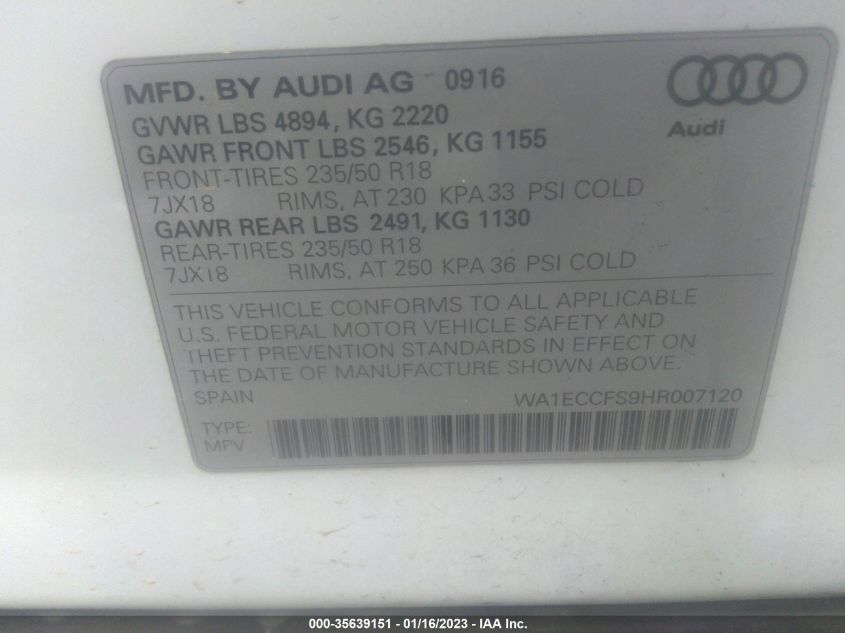 MFD. BY AUDI AG 0916
GVWR LBS 4894, KG 2220
GAWR FRONT LBS 2546, KG 1155
FRONT-TIRES 235/50 R18
7JX18 RIMS, AT 230 KPA 33 PSI COLD
GAWR REAR LBS 2491, KG 1130
REAR-TIRES 235/50 R18
7JX18 RIMS, AT 250 KPA 36 PSI COLD
Audi
THIS VEHICLE CONFORMS TO ALL APPLICABLE
U.S. FEDERAL MOTOR VEHICLE SAFETY AND
THEFT PREVENTION STANDARDS IN EFFECT ON
THE DATE OF MANUFACTURE SHOWN ABOVE.
SPAIN WA1ECCFS9HR007120
TYPE:
MPV
000-35639151 - 01/16/2023 - IAA Inc.